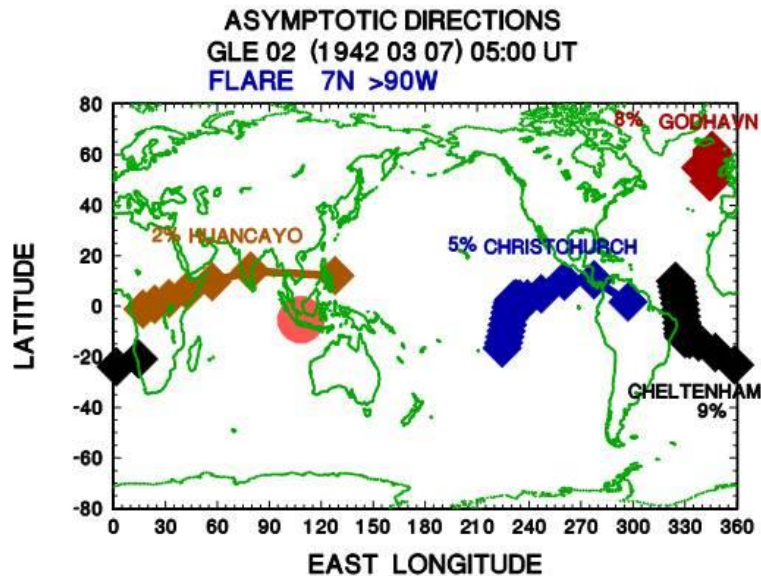 ASYMPTOTIC DIRECTIONS
GLE 02 (1942 03 07) 05:00 UT
FLARE 7N >90W
80
8% GODHAVN
60
40
2% HUANCAYO
5% CHRISTCHURCH
20
LATITUDE
0
-20
CHELTENHAM
9%
-40
-60
-80
0 30 60 90 120 150 180 210 240 270 300 330 360
EAST LONGITUDE